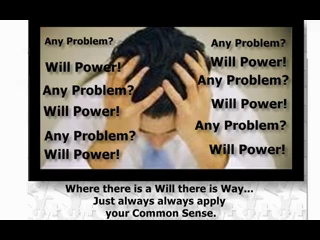 Any Problem?
Will Power!
Any Problem?
Will Power!
Any Problem?
Will Power!
Any Problem?
Will Power!
Any Problem?
Will Power!
Any Problem?
Will Power!
Where there is a Will there is Way...
Just always always apply
your Common Sense.